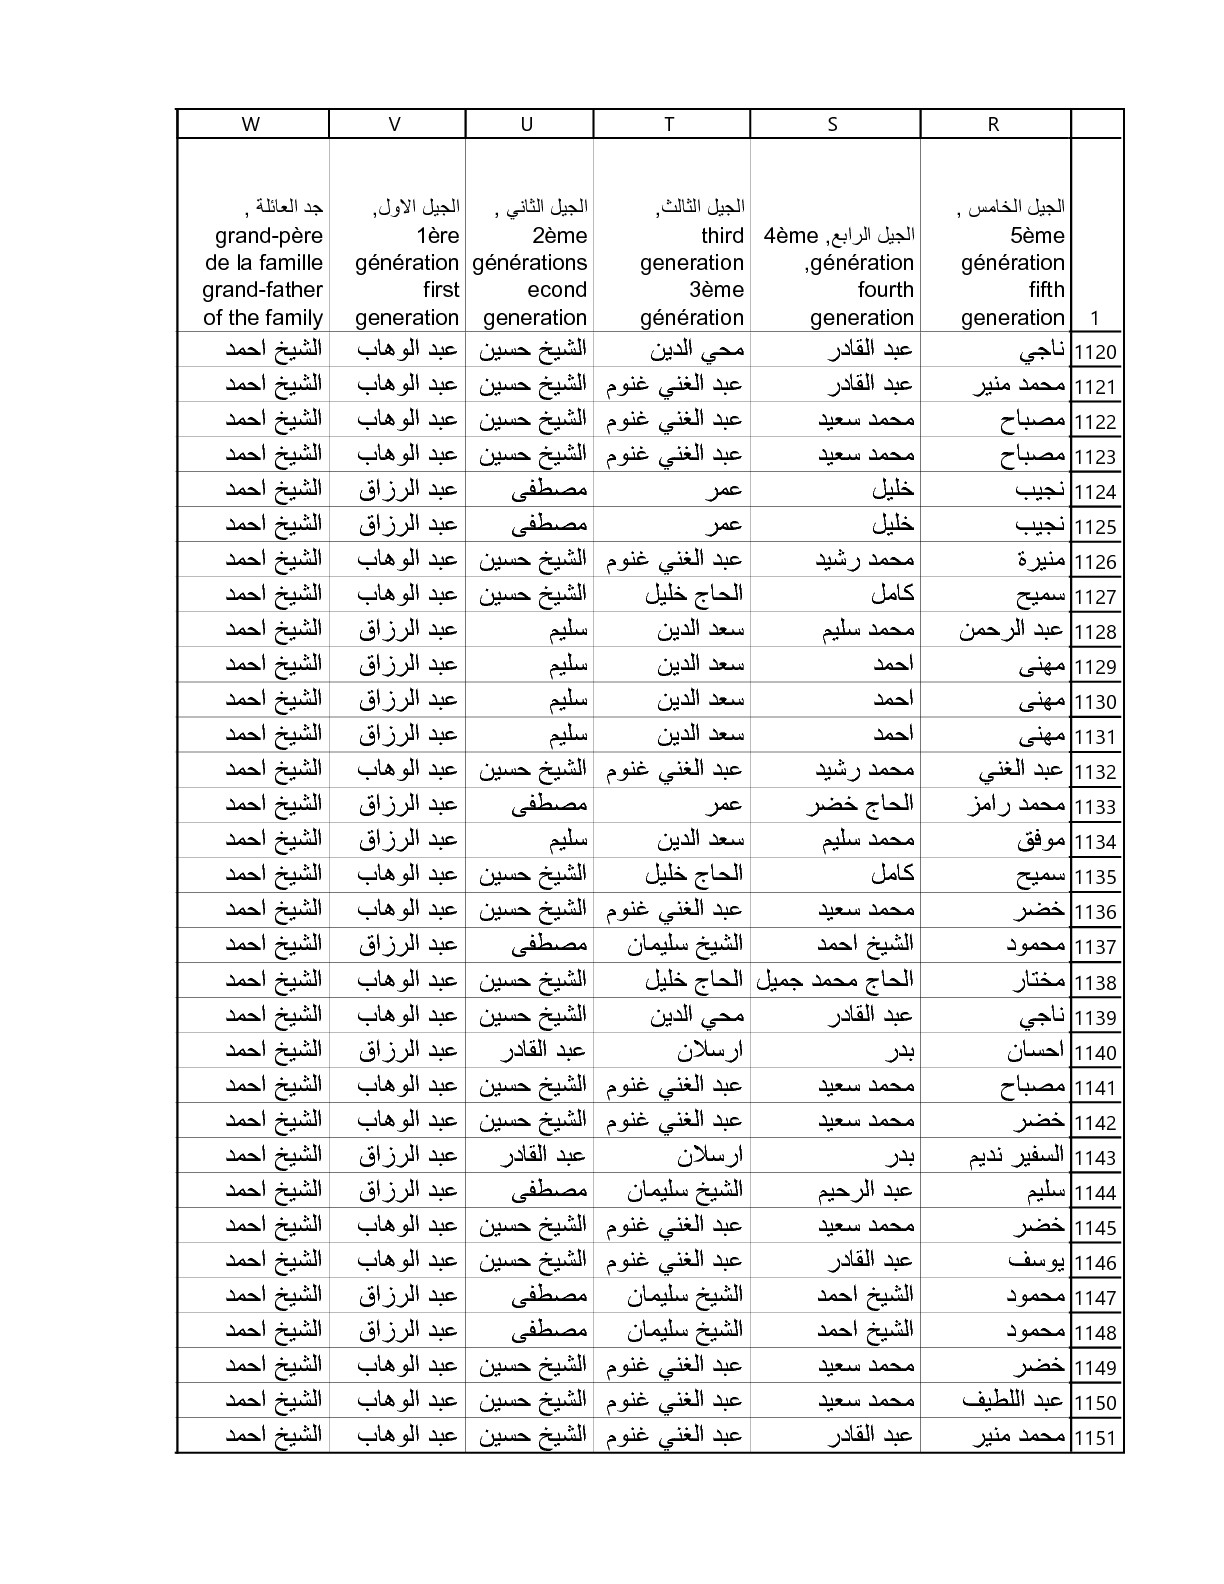 R S T U V W
الجيل الخامس , 5ème génération fifth generation
الجيل الرابع, 4ème génération, fourth generation
الجيل الثالث, third generation 3ème génération
الجيل الثاني , 2ème générations econd generation
الجيل الاول, 1ère génération first generation
جد العائلة , grand-père de la famille grand-father of the family
1
1120 ناجي عبد القادر محي الدين الشيخ حسين عبد الوهاب الشيخ احمد
1121 محمد منير عبد القادر عبد الغني غنوم الشيخ حسين عبد الوهاب الشيخ احمد
1122 مصباح محمد سعيد عبد الغني غنوم الشيخ حسين عبد الوهاب الشيخ احمد
1123 مصباح محمد سعيد عبد الغني غنوم الشيخ حسين عبد الوهاب الشيخ احمد
1124 نجيب خليل عمر مصطفى عبد الرزاق الشيخ احمد
1125 نجيب خليل عمر مصطفى عبد الرزاق الشيخ احمد
1126 منيرة محمد رشيد عبد الغني غنوم الشيخ حسين عبد الوهاب الشيخ احمد
1127 سميح كامل الحاج خليل الشيخ حسين عبد الوهاب الشيخ احمد
1128 عبد الرحمن محمد سليم سعد الدين سليم عبد الرزاق الشيخ احمد
1129 مهنى احمد سعد الدين سليم عبد الرزاق الشيخ احمد
1130 مهنى احمد سعد الدين سليم عبد الرزاق الشيخ احمد
1131 مهنى احمد سعد الدين سليم عبد الرزاق الشيخ احمد
1132 عبد الغني محمد رشيد عبد الغني غنوم الشيخ حسين عبد الوهاب الشيخ احمد
1133 محمد رامز الحاج خضر عمر مصطفى عبد الرزاق الشيخ احمد
1134 موفق محمد سليم سعد الدين سليم عبد الرزاق الشيخ احمد
1135 سميح كامل الحاج خليل الشيخ حسين عبد الوهاب الشيخ احمد
1136 خضر محمد سعيد عبد الغني غنوم الشيخ حسين عبد الوهاب الشيخ احمد
1137 محمود الشيخ احمد الشيخ سليمان مصطفى عبد الرزاق الشيخ احمد
1138 مختار الحاج محمد جميل الحاج خليل الشيخ حسين عبد الوهاب الشيخ احمد
1139 ناجي عبد القادر محي الدين الشيخ حسين عبد الوهاب الشيخ احمد
1140 احسان بدر ارسلان عبد القادر عبد الرزاق الشيخ احمد
1141 مصباح محمد سعيد عبد الغني غنوم الشيخ حسين عبد الوهاب الشيخ احمد
1142 خضر محمد سعيد عبد الغني غنوم الشيخ حسين عبد الوهاب الشيخ احمد
1143 السفير نديم بدر ارسلان عبد القادر عبد الرزاق الشيخ احمد
1144 سليم عبد الرحيم الشيخ سليمان مصطفى عبد الرزاق الشيخ احمد
1145 خضر محمد سعيد عبد الغني غنوم الشيخ حسين عبد الوهاب الشيخ احمد
1146 يوسف عبد القادر عبد الغني غنوم الشيخ حسين عبد الوهاب الشيخ احمد
1147 محمود الشيخ احمد الشيخ سليمان مصطفى عبد الرزاق الشيخ احمد
1148 محمود الشيخ احمد الشيخ سليمان مصطفى عبد الرزاق الشيخ احمد
1149 خضر محمد سعيد عبد الغني غنوم الشيخ حسين عبد الوهاب الشيخ احمد
1150 عبد اللطيف محمد سعيد عبد الغني غنوم الشيخ حسين عبد الوهاب الشيخ احمد
1151 محمد منير عبد القادر عبد الغني غنوم الشيخ حسين عبد الوهاب الشيخ احمد